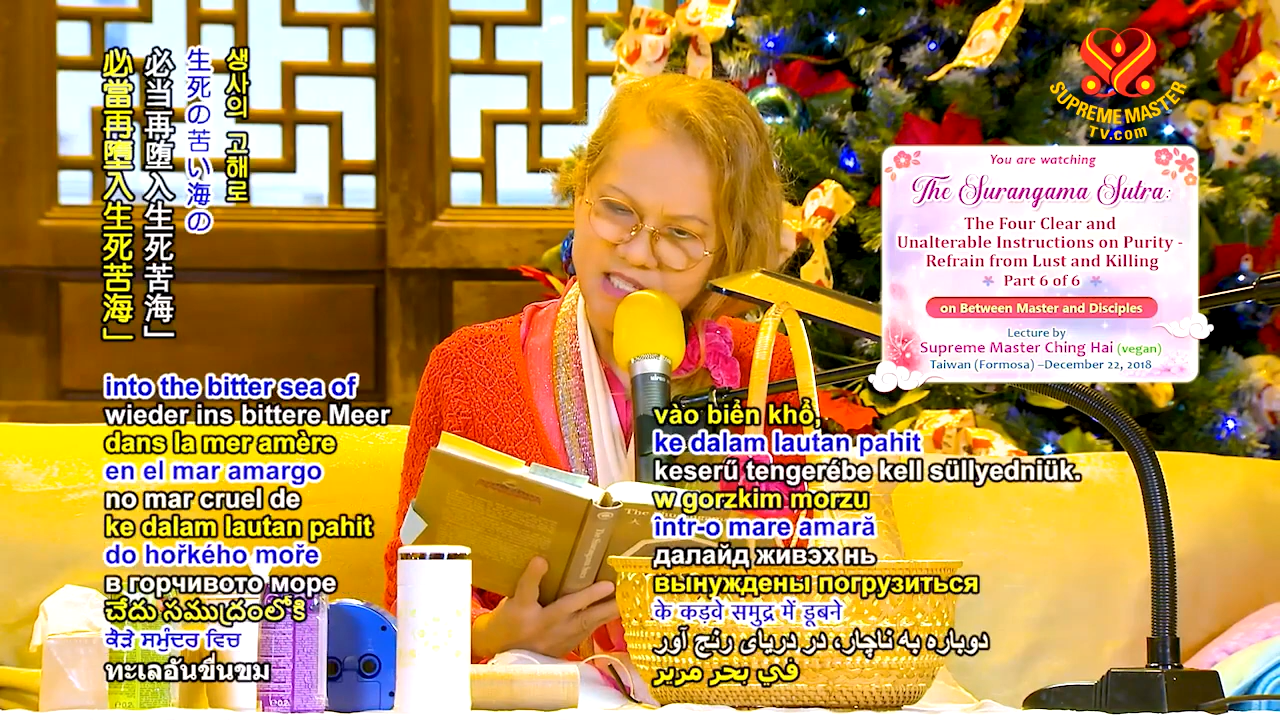 생사의 고해로
生死の苦い海の
必当再堕入生死苦海」
必當再墮入生死苦海」
SUPREME MASTER
TV.com
You are watching
The Surangama Sutra:
The Four Clear and
Unalterable Instructions on Purity -
Refrain from Lust and Killing
Part 6 of 6
on Between Master and Disciples
Lecture by
Supreme Master Ching Hai (vegan)
Taiwan (Formosa) –December 22, 2018
into the bitter sea of
wieder ins bittere Meer
dans la mer amère
en el mar amargo
no mar cruel de
ke dalam lautan pahit
do hořkého moře
в горчивото море
చేదు సముద్రంలోకి
ਕੌੜੇ ਸਮੁੰਦਰ ਵਿਚ
ทะเลอันขื่นขม
vào biển khổ,
ke dalam lautan pahit
keserű tengerébe kell süllyedniük.
w gorzkim morzu
într-o mare amară
далайд живэх нь
вынуждены погрузиться
के कड़वे समुद्र में डूबने
دوباره به ناچار، در دریای رنج آور
في بحر مرير